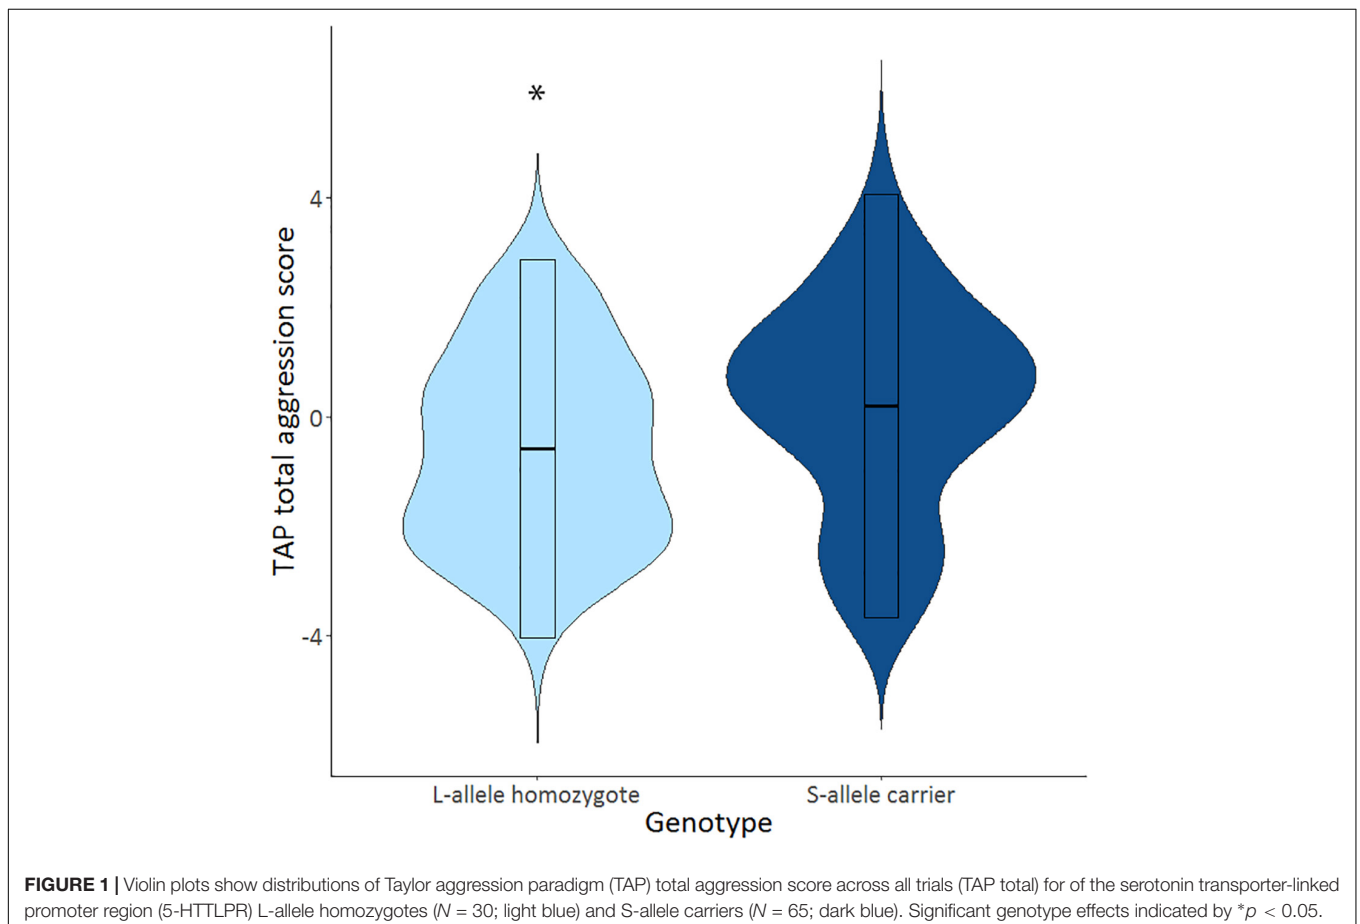 *
4
0
-4
TAP total aggression score
L-allele homozygote
S-allele carrier
Genotype
FIGURE 1 | Violin plots show distributions of Taylor aggression paradigm (TAP) total aggression score across all trials (TAP total) for of the serotonin transporter-linked
promoter region (5-HTTLPR) L-allele homozygotes (N = 30; light blue) and S-allele carriers (N = 65; dark blue). Significant genotype effects indicated by *p < 0.05.